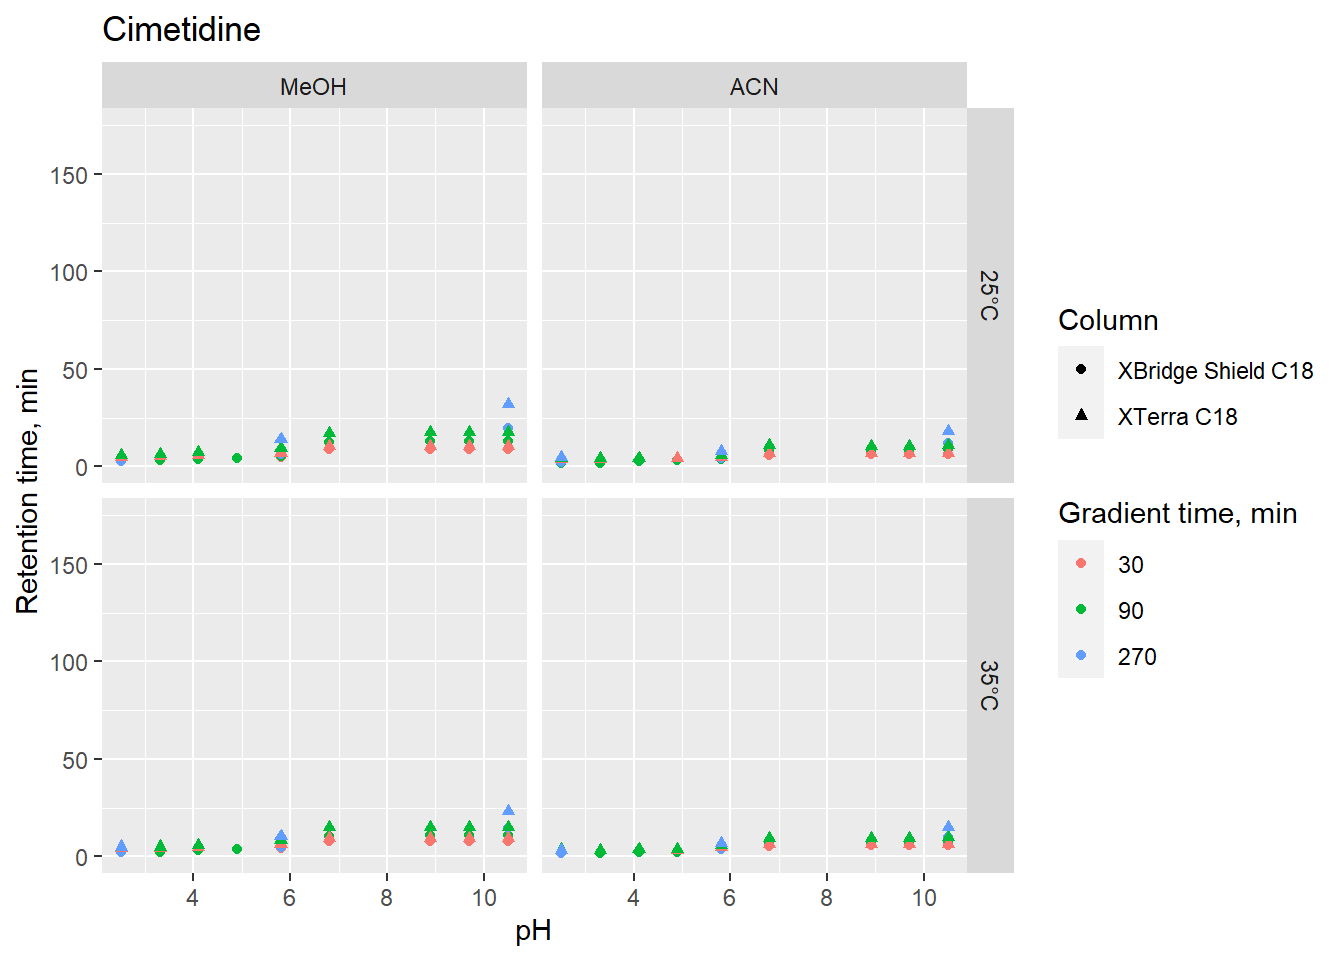 Cimetidine
MeOH
ACN
150
100
50
0
25°C
150
100
50
0
35°C
4
6
8
10
4
6
8
10
pH
Retention time, min
Column
XBridge Shield C18
XTerra C18
Gradient time, min
30
90
270